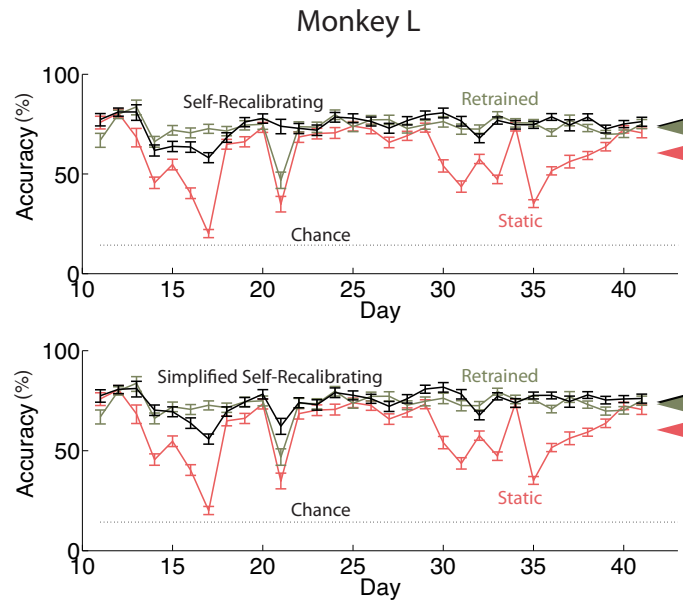 Monkey L
100
Self-Recalibrating
Retrained
Accuracy (%)
50
Static
Chance
0
10 15 20 25 30 35 40
Day
100
Simplified Self-Recalibrating
Retrained
Accuracy (%)
50
Static
Chance
0
10 15 20 25 30 35 40
Day